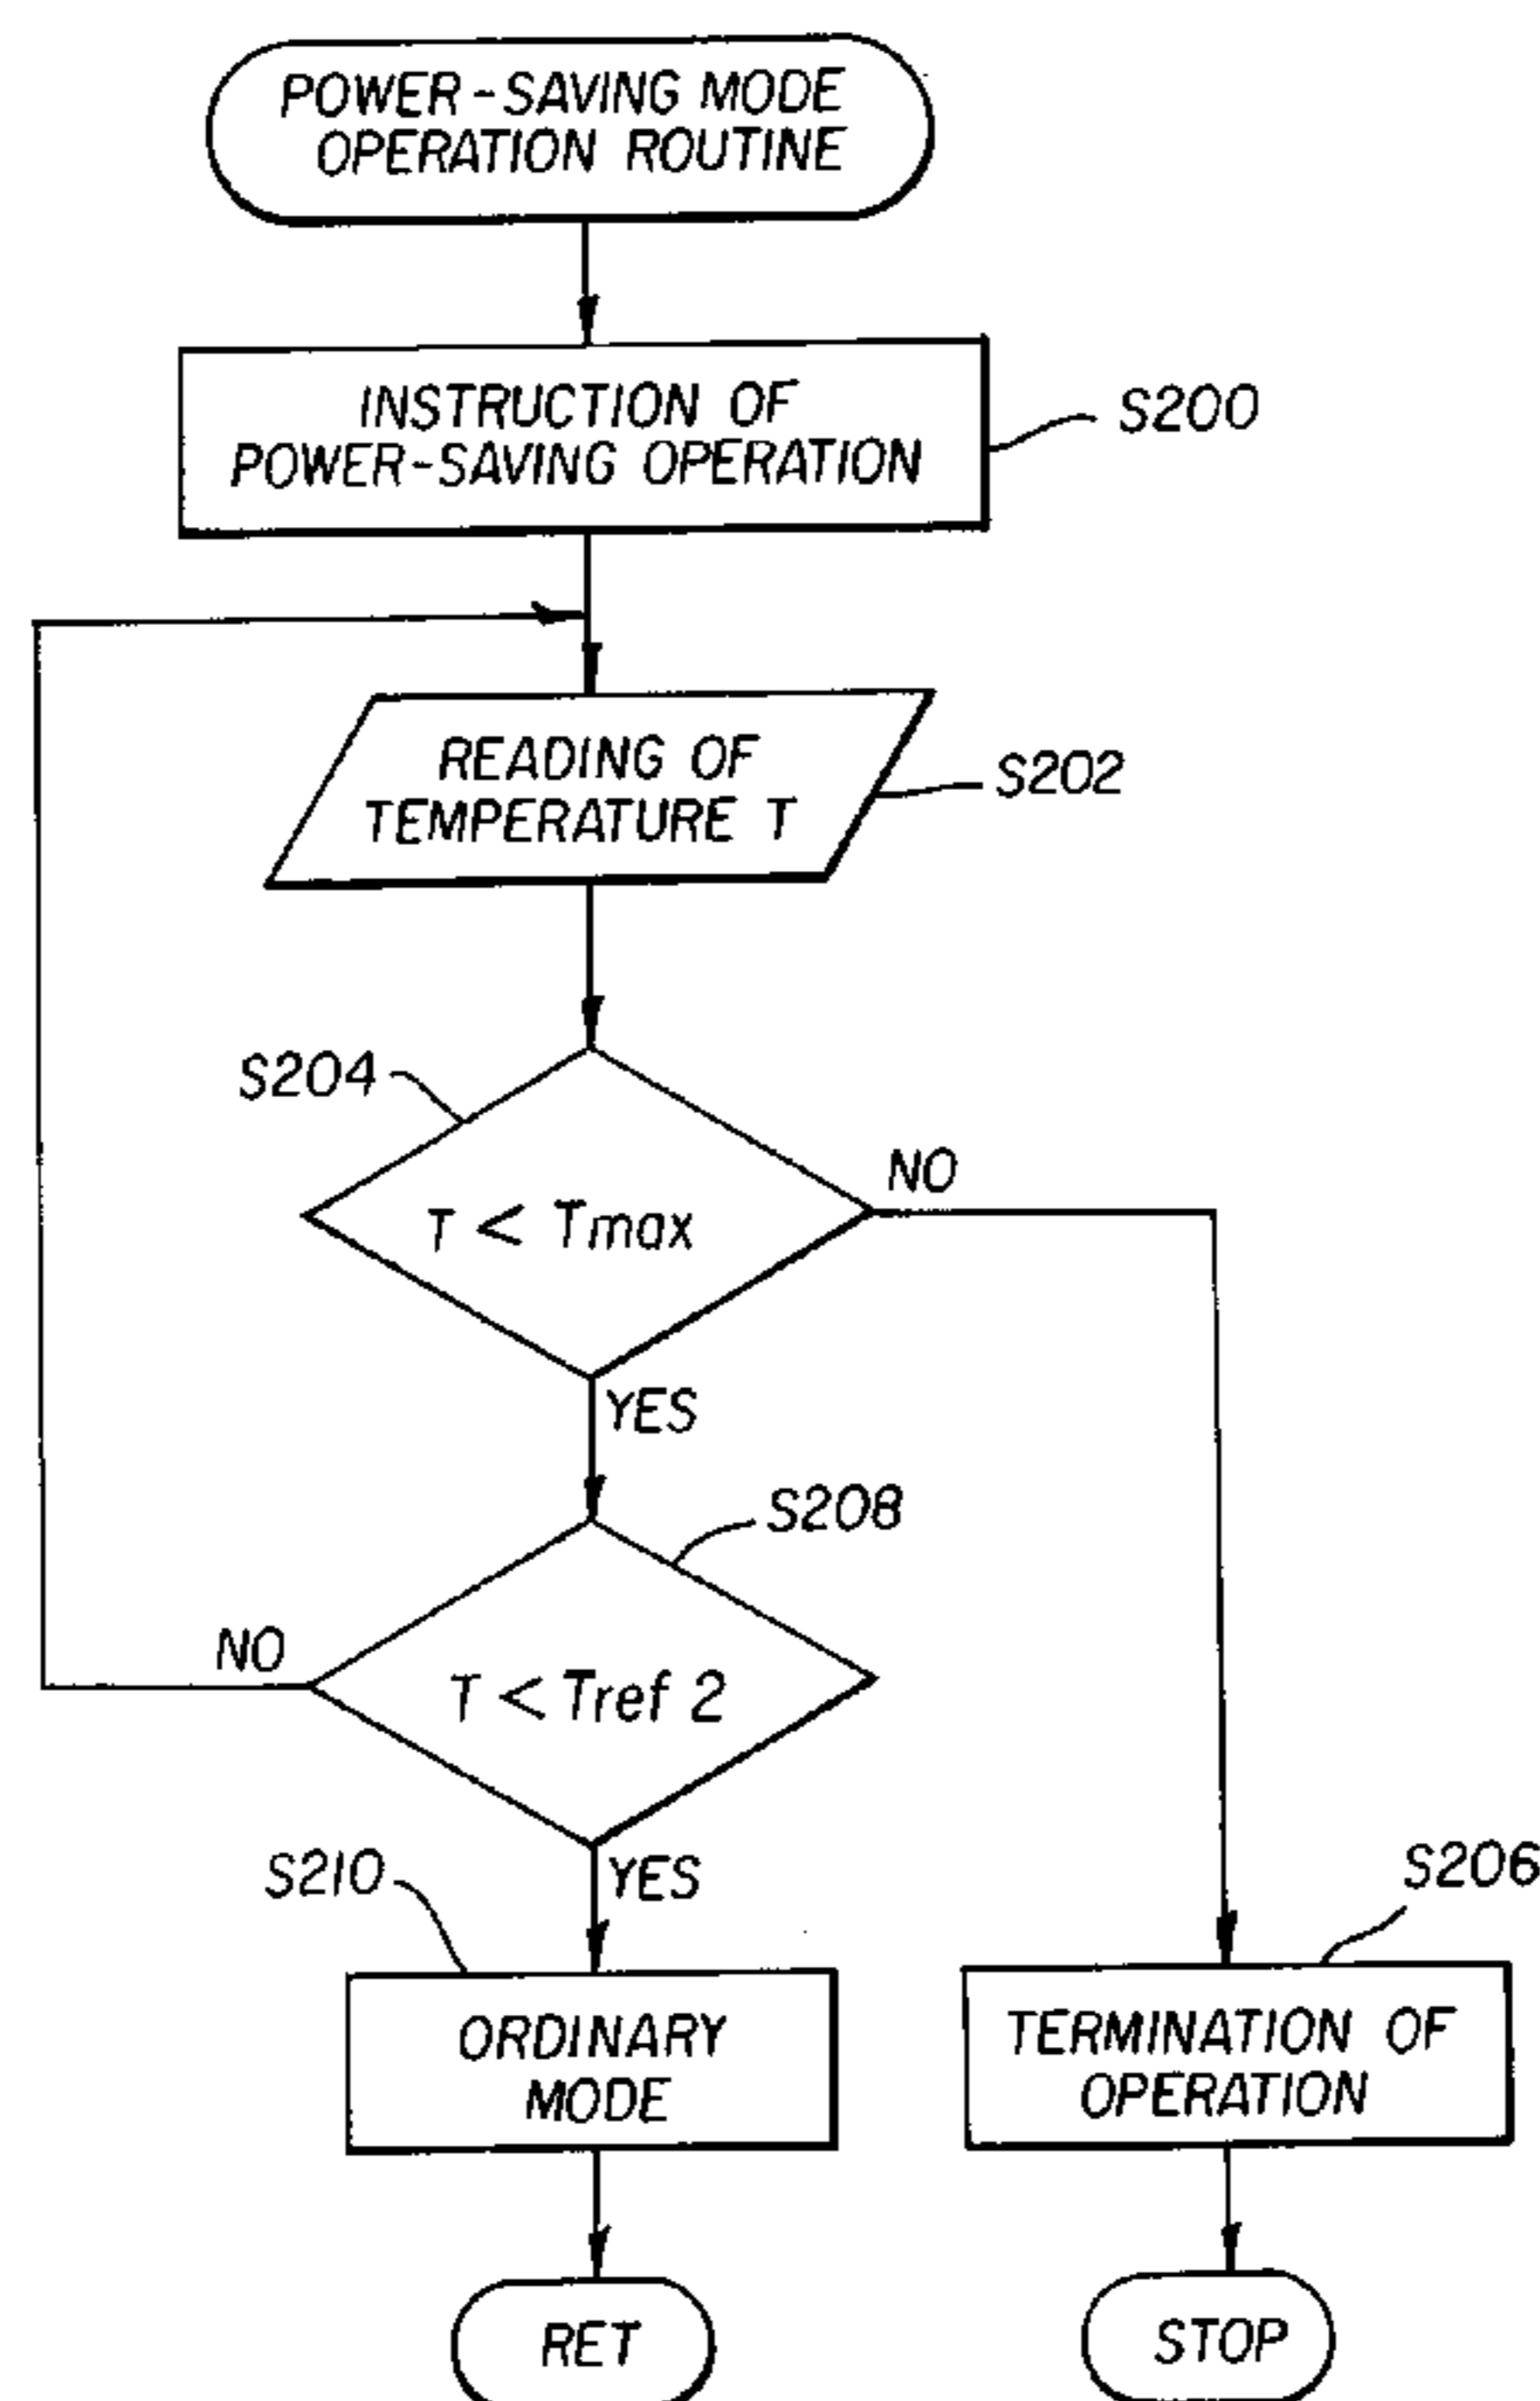 POWER-SAVING MODE
OPERATION ROUTINE
INSTRUCTION OF
POWER-SAVING OPERATION
S200
READING OF
TEMPERATURE T
S202
S204
T < Tmax
NO
YES
S208
T < Tref 2
NO
YES
S210
S206
ORDINARY
MODE
TERMINATION OF
OPERATION
RET
STOP